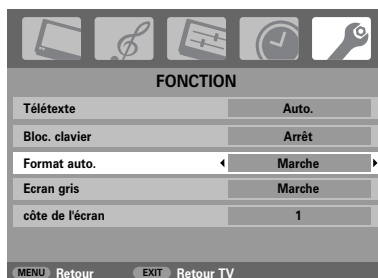 FONCTION
Télétexte Auto.
Bloc. clavier Arrêt
Format auto. Marche
Ecran gris Marche
côte de l'écran 1
MENU Retour EXIT Retour TV